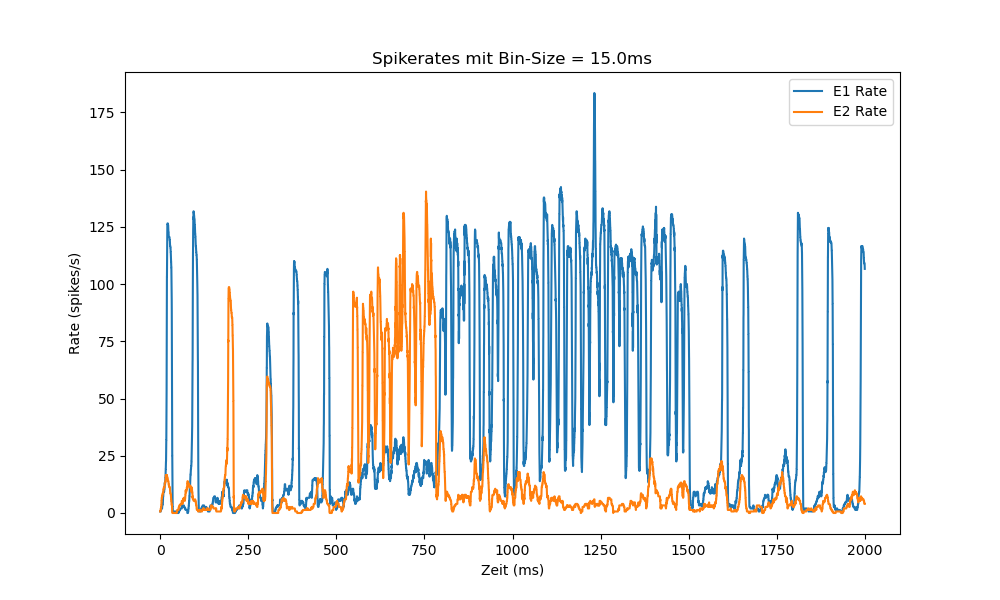 Spikerates mit Bin-Size = 15.0ms
E1 Rate
E2 Rate
175
150
125
100
75
50
25
0
Rate (spikes/s)
0 250 500 750 1000 1250 1500 1750 2000
Zeit (ms)